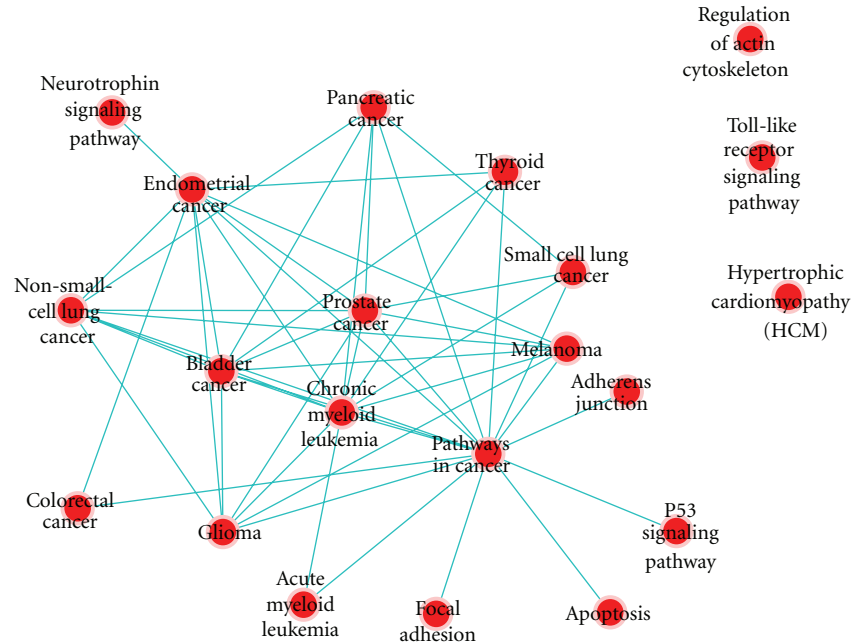 Regulation
of actin
cytoskeleton
Neurotrophin
signaling
pathway
Pancreatic
cancer
Toll-like
receptor
signaling
pathway
Thyroid
cancer
Endometrial
cancer
Small cell lung
cancer
Non-small-
cell lung
cancer
Hypertrophic
cardiomyopathy
(HCM)
Prostate
cancer
Melanoma
Bladder
cancer
Adherens
junction
Chronic
myeloid
leukemia
Pathways
in cancer
Colorectal
cancer
Glioma
P53
signaling
pathway
Acute
myeloid
leukemia
Focal
adhesion
Apoptosis